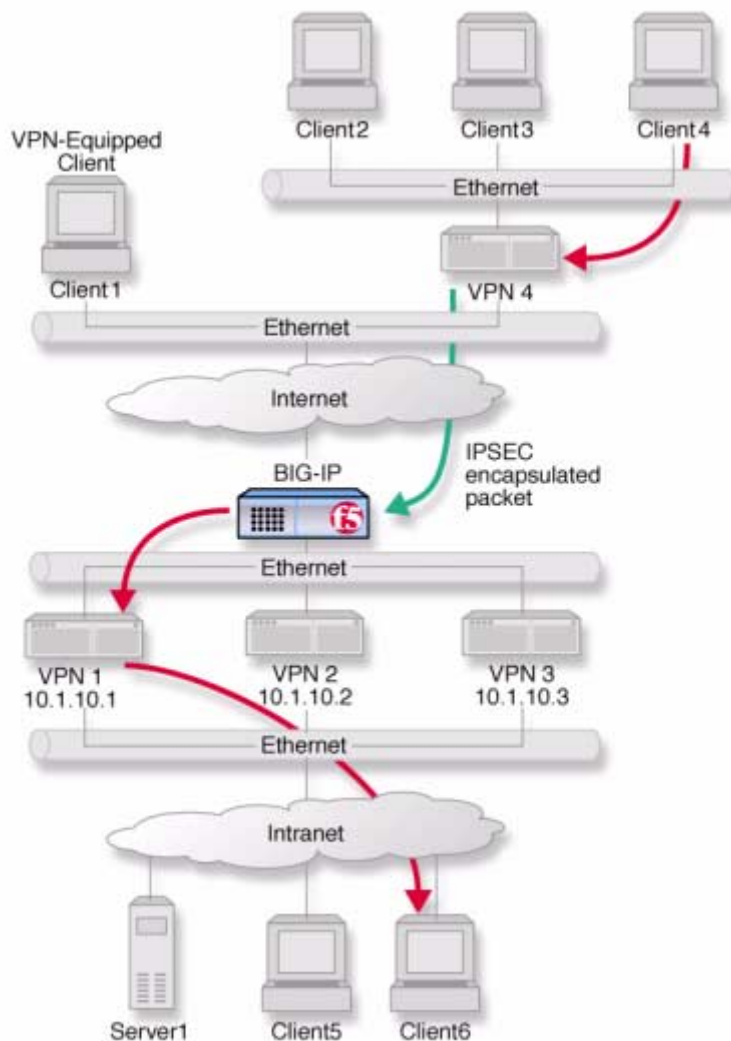 Client2
Client3
Client4
VPN-Equipped
Client
Client1
Ethernet
VPN 4
Ethernet
Internet
IPSEC
encapsulated
packet
BIG-IP
f5
Ethernet
VPN 1
10.1.10.1
VPN 2
10.1.10.2
VPN 3
10.1.10.3
Ethernet
Intranet
Server1
Client5
Client6